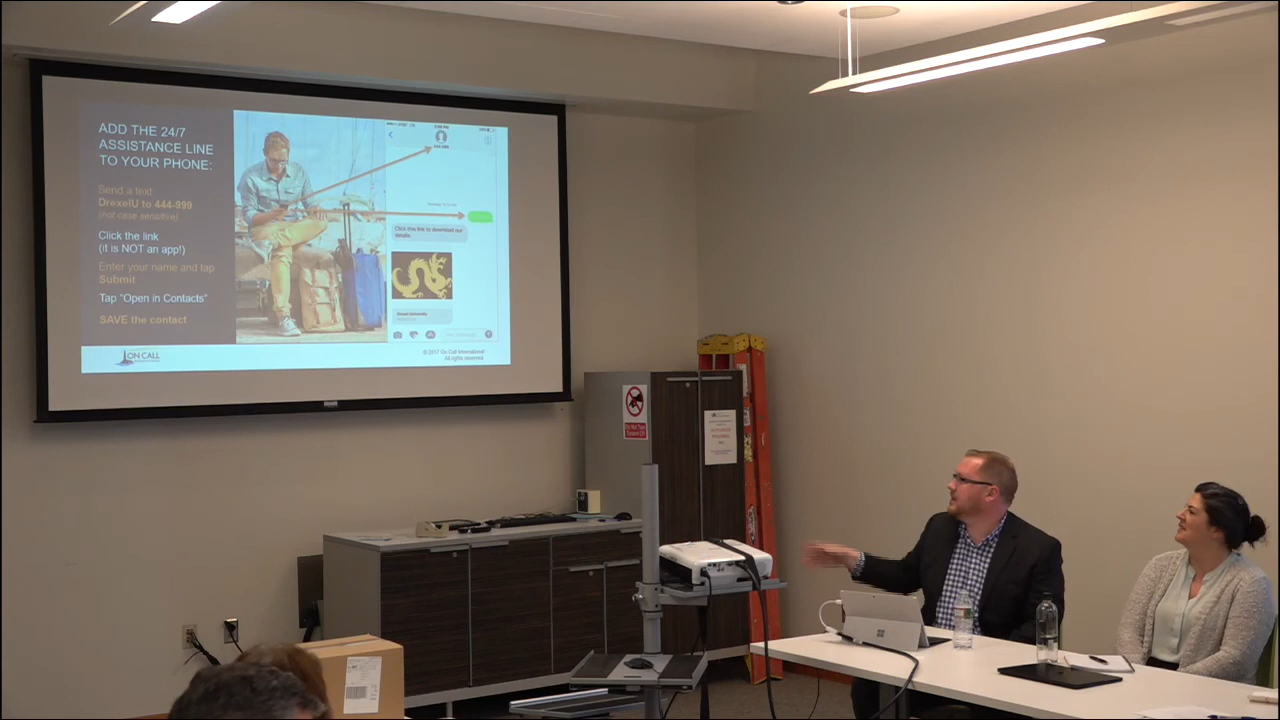 ADD THE 24/7
ASSISTANCE LINE
TO YOUR PHONE:
Send a text
DrexelU to 444-999
(not case sensitive)
Click the link
(it is NOT an app!)
Enter your name and tap
Submit
Tap "Open in Contacts"
SAVE the contact
Click this link to download our
details.
Drexel University
ON CALL
© 2017 On Call International
All rights reserved.